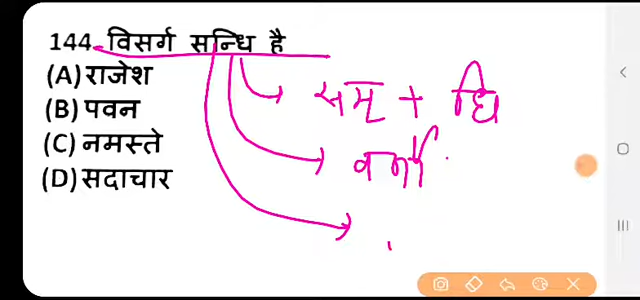 144. विसर्ग सन्धि है
(A) राजेश
(B) पवन
(C) नमस्ते
(D) सदाचार
सम् + धि
वर्णों